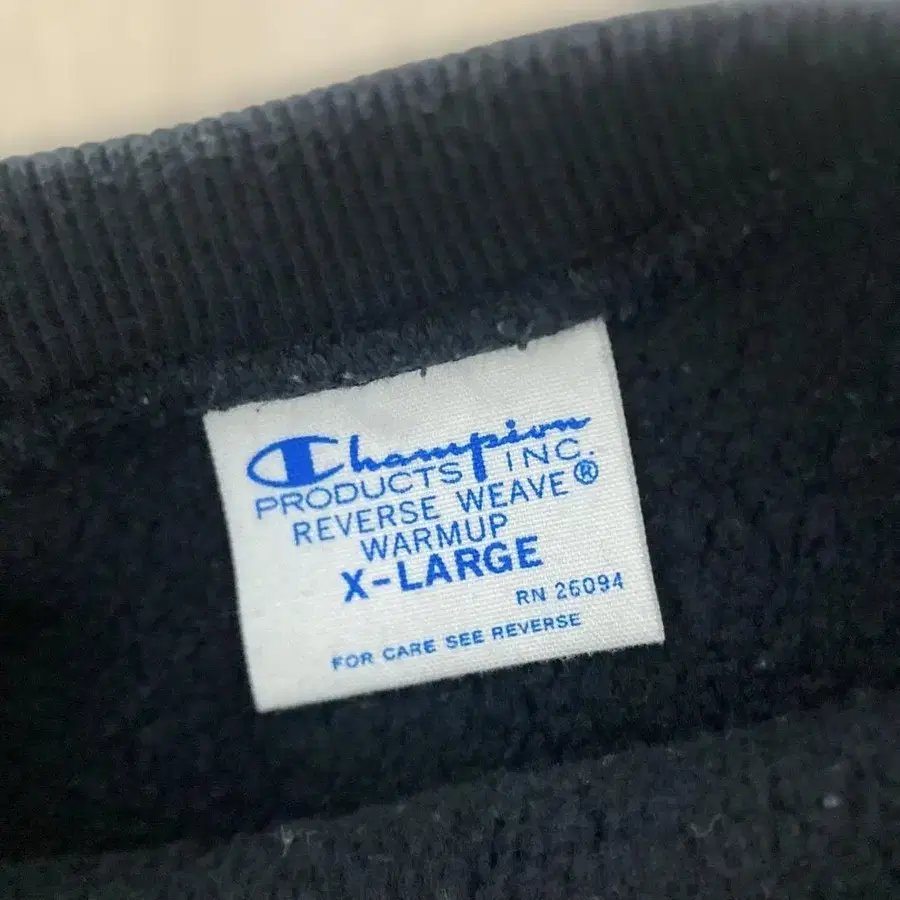 Champion
PRODUCTS INC.
REVERSE WEAVE®
WARMUP
X-LARGE
RN 26094
FOR CARE SEE REVERSE